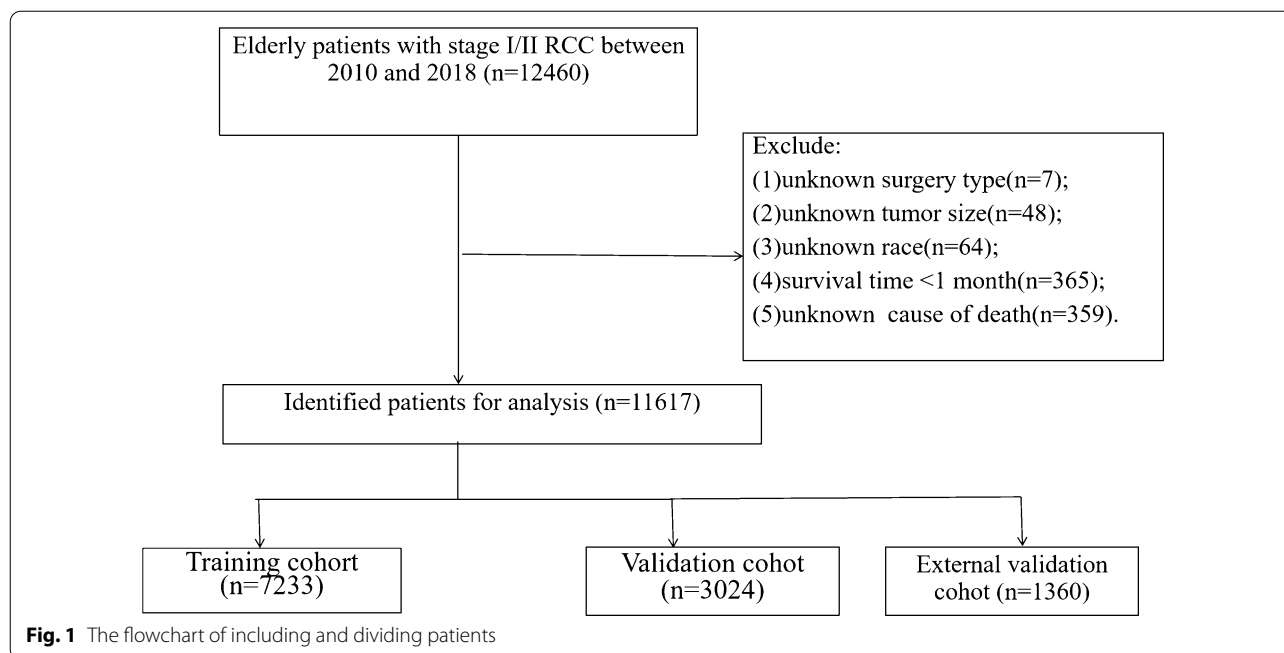 Elderly patients with stage I/II RCC between
2010 and 2018 (n=12460)
Exclude:
(1)unknown surgery type(n=7);
(2)unknown tumor size(n=48);
(3)unknown race(n=64);
(4)survival time <1 month(n=365);
(5)unknown cause of death(n=359).
Identified patients for analysis (n=11617)
Training cohort
(n=7233)
Validation cohot
(n=3024)
External validation
cohot (n=1360)
Fig. 1 The flowchart of including and dividing patients